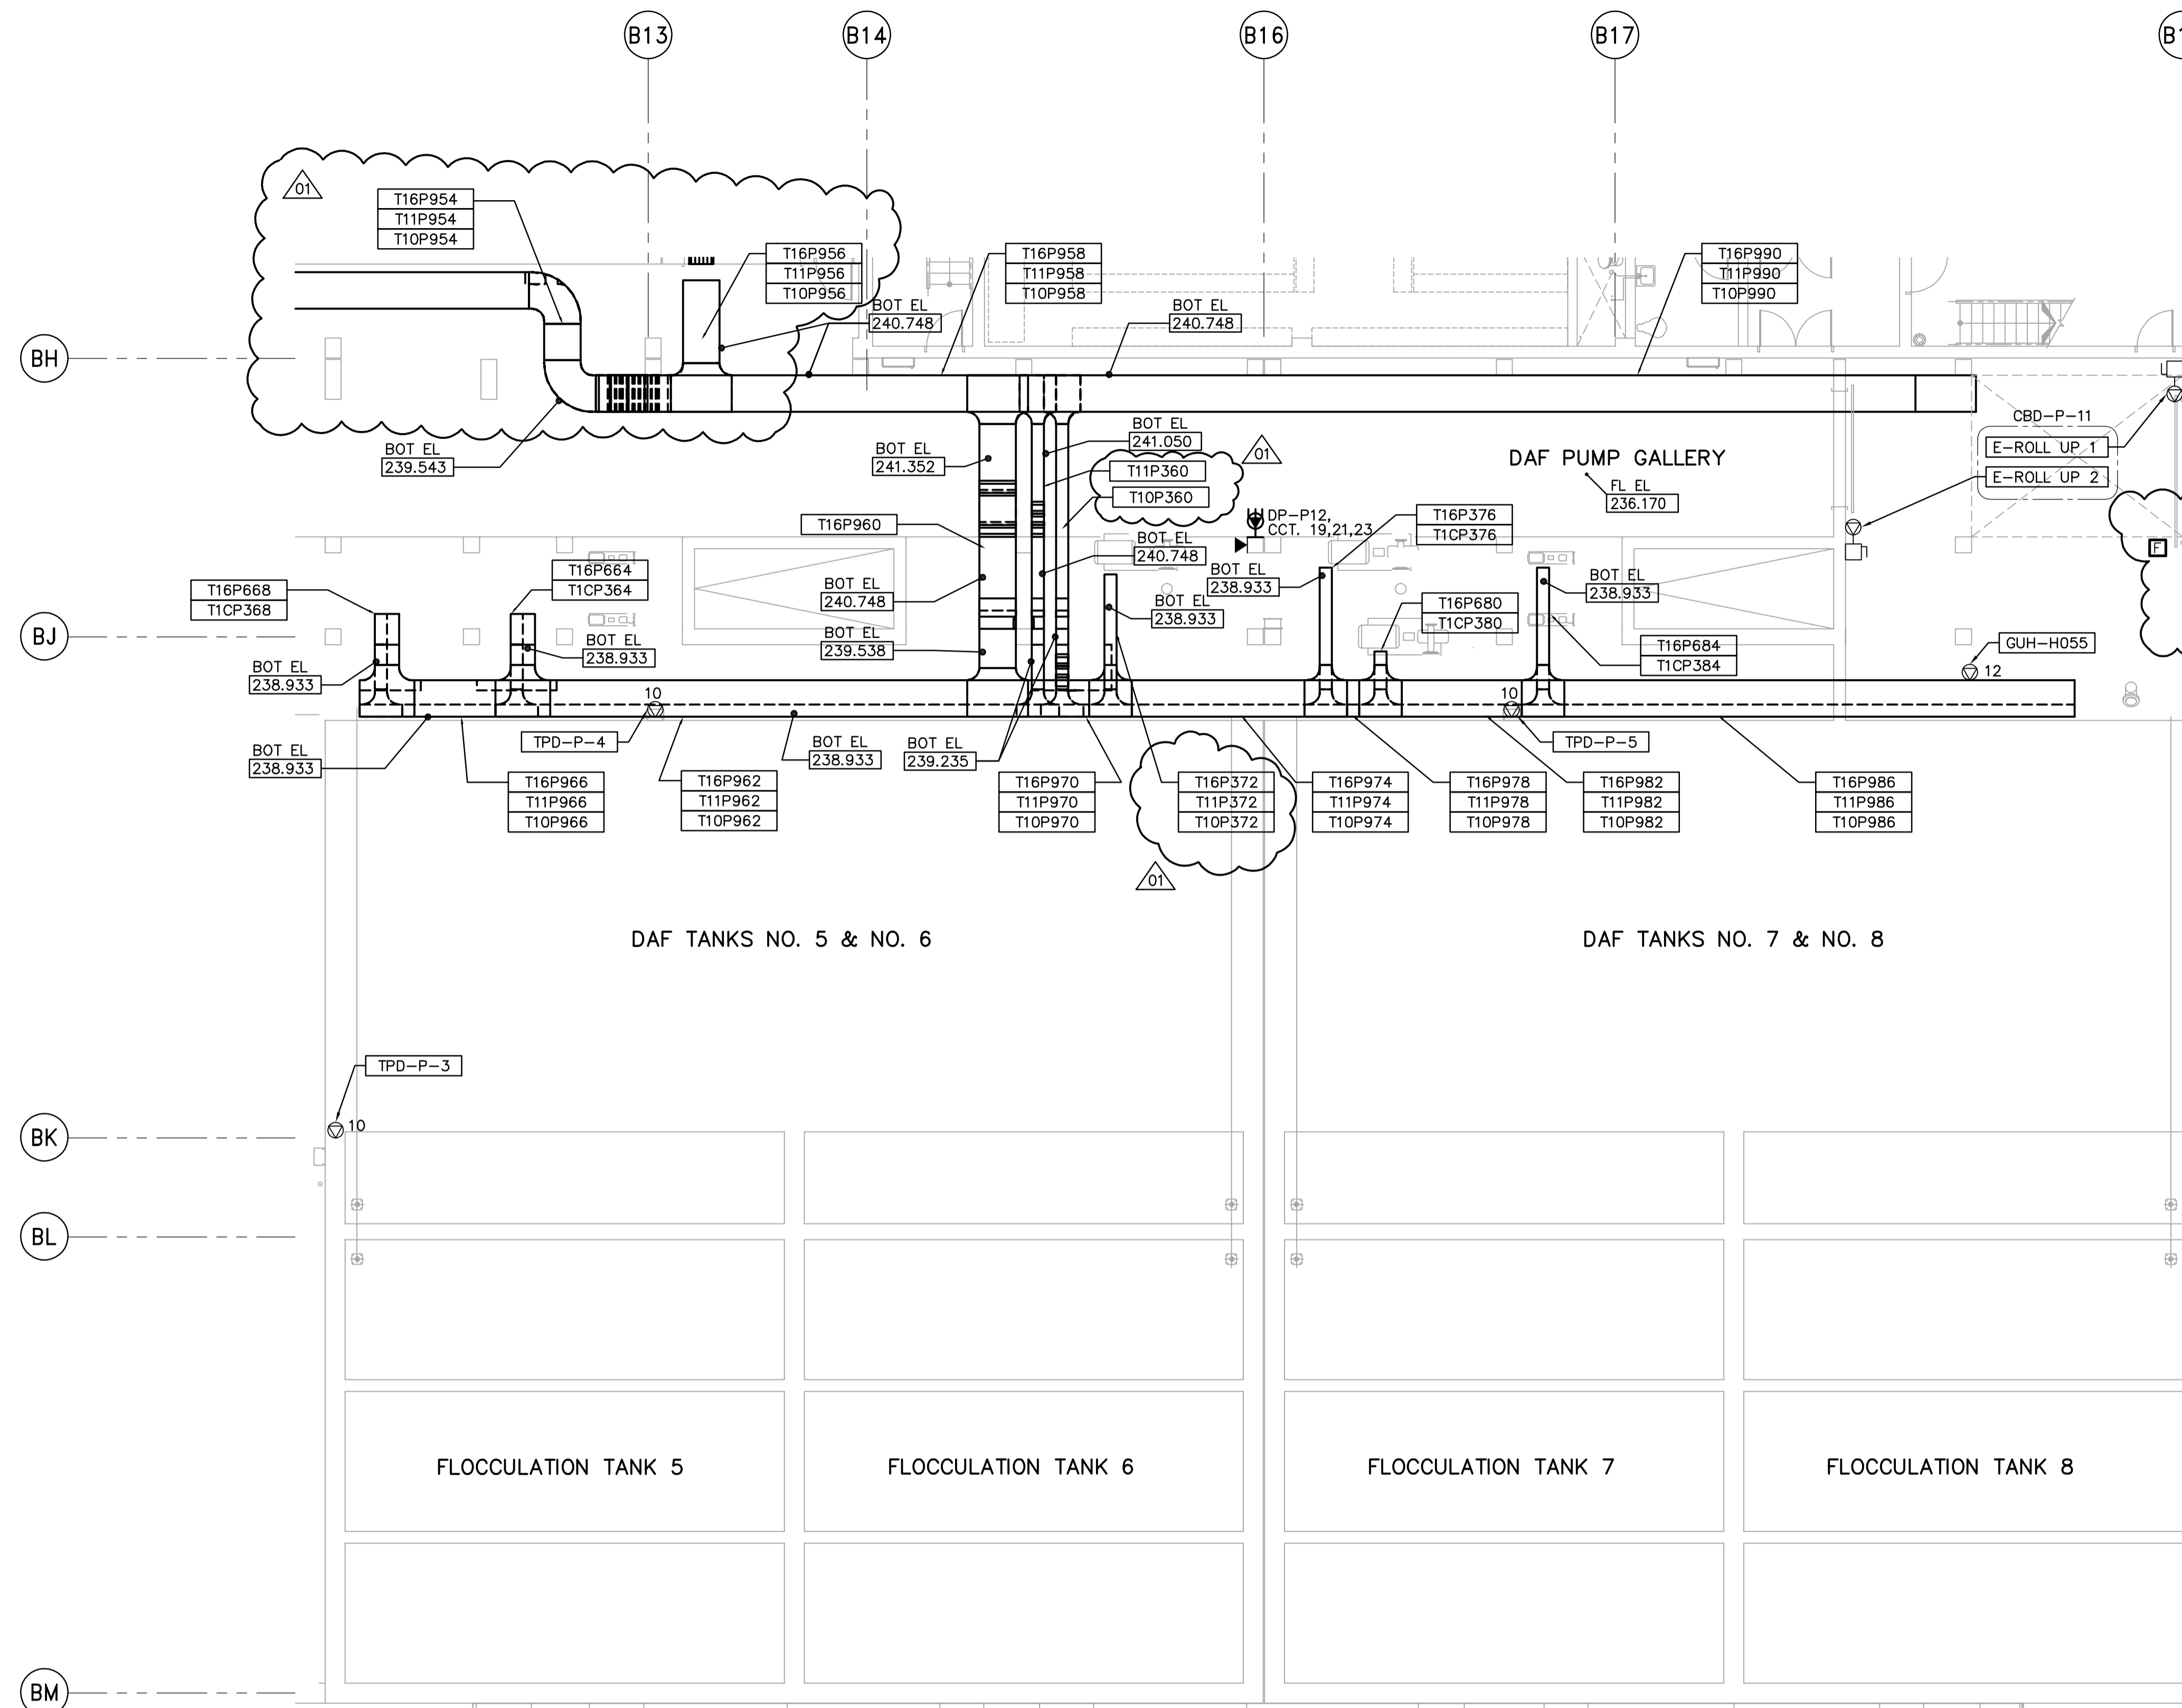 B13
B14
B16
B17
01
T16P954
T11P954
T10P954
T16P956
T11P956
T10P956
T16P958
T11P958
T10P958
T16P990
T11P990
T10P990
BOT EL
240.748
BOT EL
240.748
BH
BOT EL
239.543
BOT EL
241.352
BOT EL
241.050
01
T11P360
T10P360
DAF PUMP GALLERY
FL EL
236.170
CBD-P-11
E-ROLL UP 1
E-ROLL UP 2
T16P960
DP-P12,
CCT. 19,21,23
T16P376
T1CP376
F
BOT EL
240.748
T16P664
T1CP364
T16P668
T1CP368
BOT EL
240.748
BOT EL
238.933
BOT EL
238.933
BOT EL
238.933
T16P680
T1CP380
BJ
BOT EL
238.933
BOT EL
239.538
T16P684
T1CP384
GUH-H055
12
BOT EL
238.933
10
10
TPD-P-4
TPD-P-5
BOT EL
238.933
BOT EL
238.933
BOT EL
239.235
T16P966
T11P966
T10P966
T16P962
T11P962
T10P962
T16P970
T11P970
T10P970
T16P372
T11P372
T10P372
T16P974
T11P974
T10P974
T16P978
T11P978
T10P978
T16P982
T11P982
T10P982
T16P986
T11P986
T10P986
01
DAF TANKS NO. 5 & NO. 6
DAF TANKS NO. 7 & NO. 8
TPD-P-3
10
BK
BL
FLOCCULATION TANK 5
FLOCCULATION TANK 6
FLOCCULATION TANK 7
FLOCCULATION TANK 8
BM